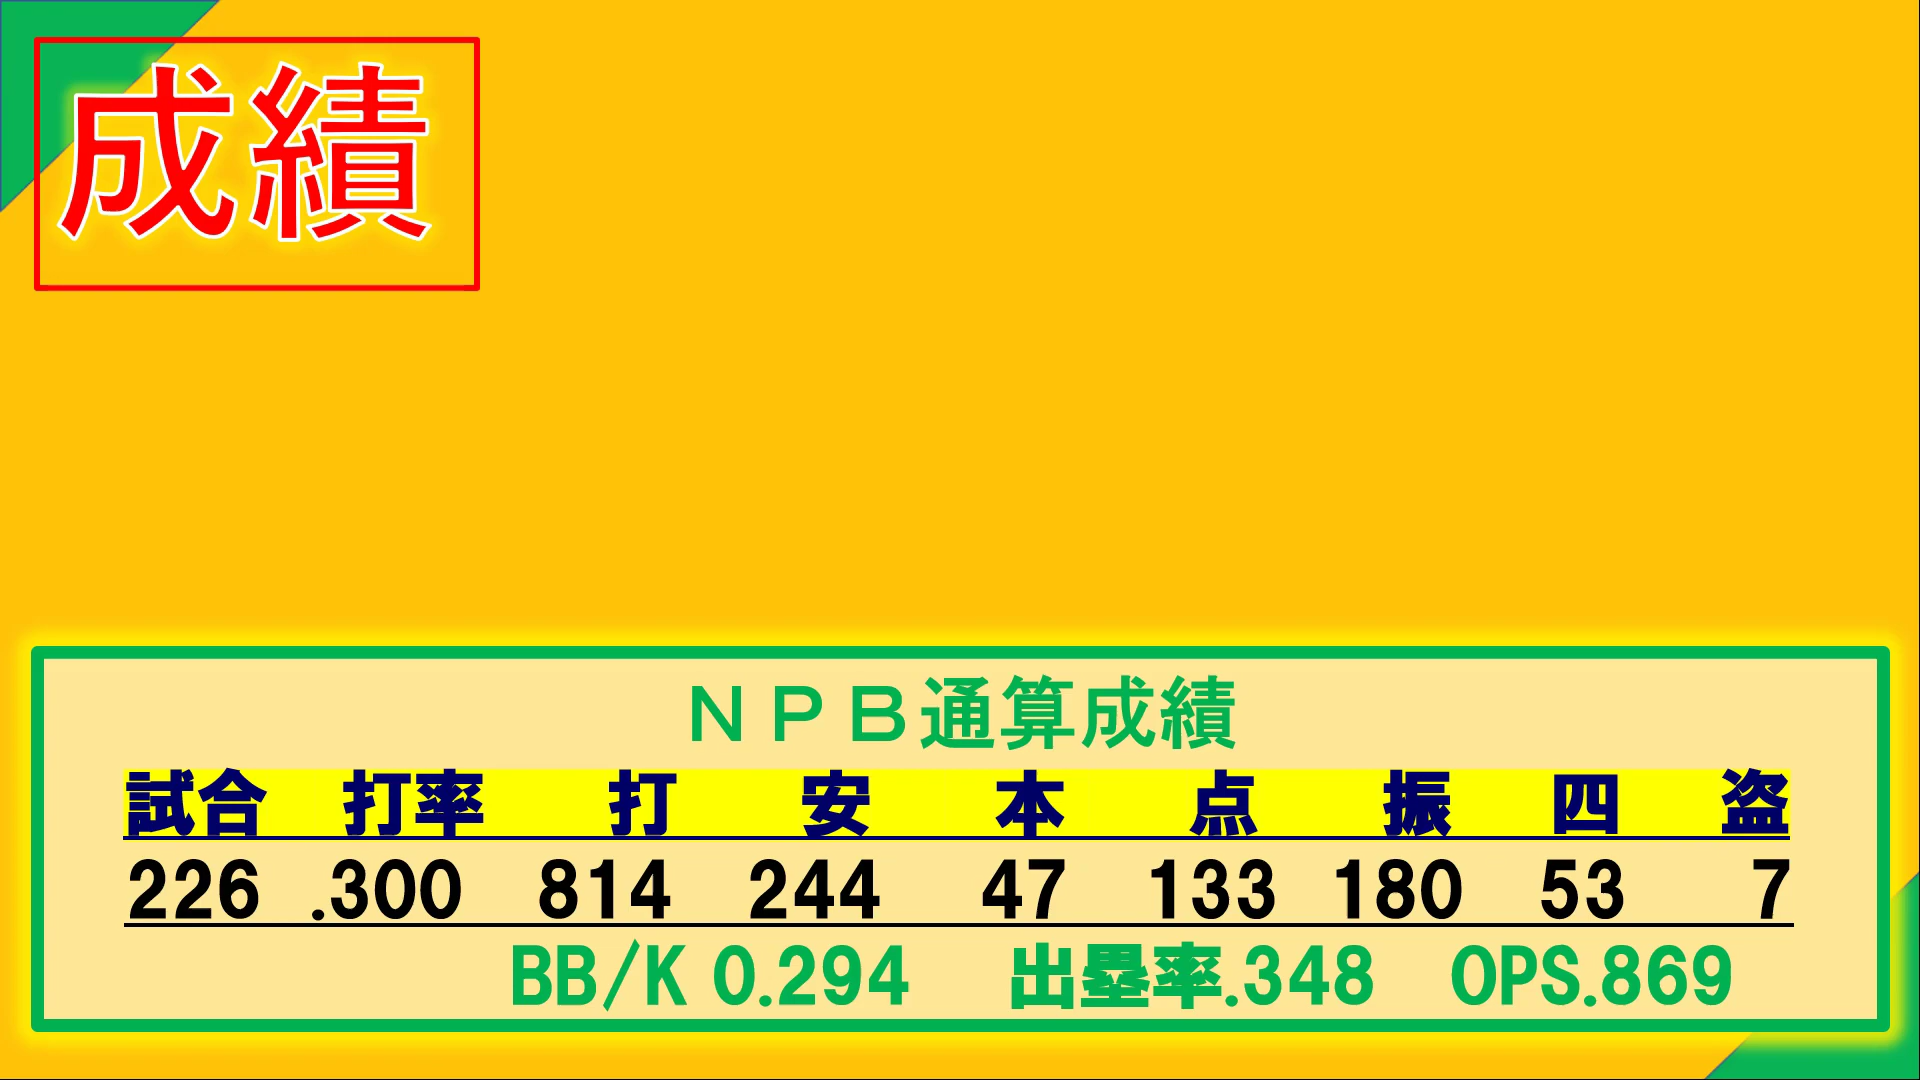 成績
ＮＰＢ通算成績
試合 打率 打 安 本 点 振 四 盗
226 .300 814 244 47 133 180 53 7
BB/K 0.294 出塁率.348 OPS.869